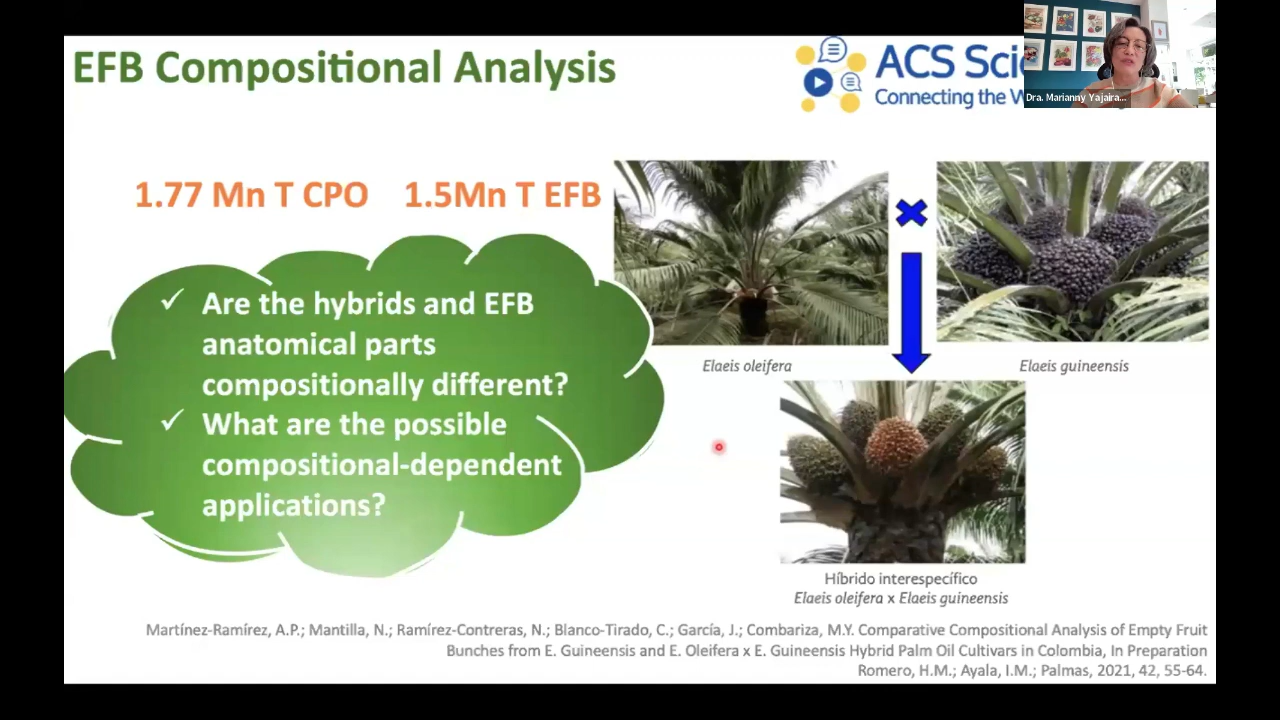 EFB Compositional Analysis
ACS Sci
Connecting the W
Dra. Marianny Yajaira...
1.77 Mn T CPO 1.5Mn T EFB
✓ Are the hybrids and EFB
anatomical parts
compositionally different?
✓ What are the possible
compositional-dependent
applications?
Elaeis oleifera
Elaeis guineensis
Híbrido interespecífico
Elaeis oleifera x Elaeis guineensis
Martínez-Ramírez, A.P.; Mantilla, N.; Ramírez-Contreras, N.; Blanco-Tirado, C.; García, J.; Combariza, M.Y. Comparative Compositional Analysis of Empty Fruit
Bunches from E. Guineensis and E. Oleifera x E. Guineensis Hybrid Palm Oil Cultivars in Colombia, In Preparation
Romero, H.M.; Ayala, I.M.; Palmas, 2021, 42, 55-64.